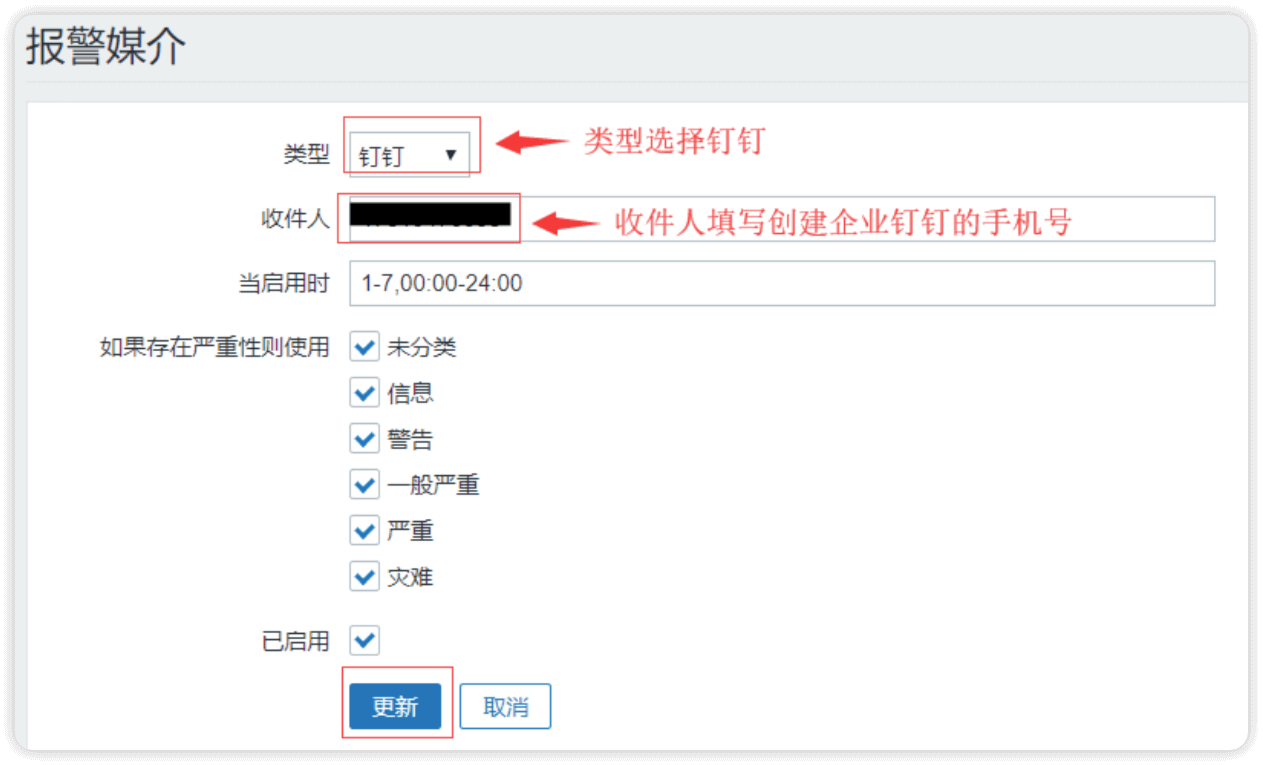 报警媒介
类型 钉钉 类型选择钉钉
收件人 收件人填写创建企业钉钉的手机号
当启用时 1-7,00:00-24:00
如果存在严重性则使用 未分类
信息
警告
一般严重
严重
灾难
已启用
更新 取消